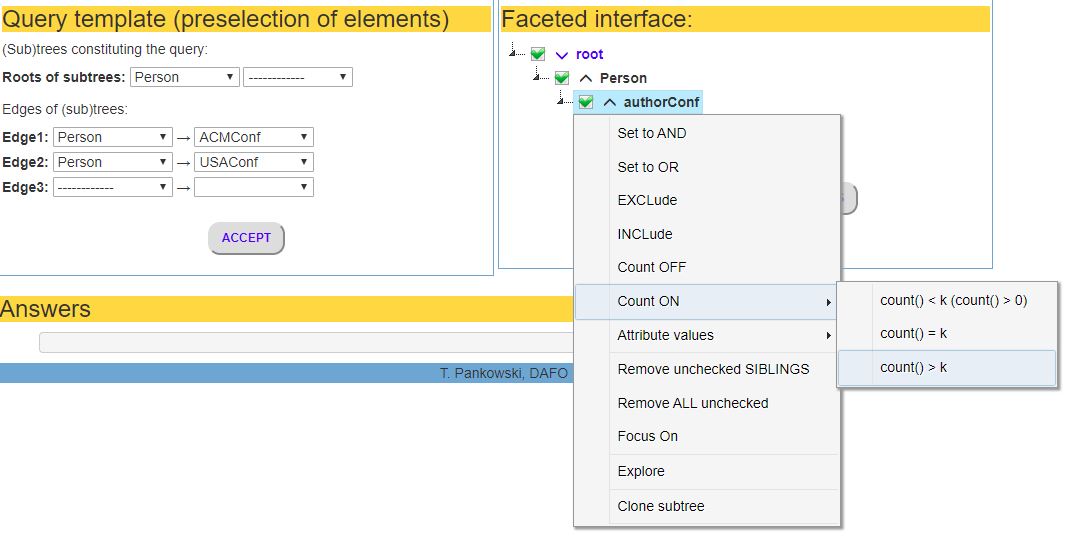 Query template (preselection of elements)
(Sub)trees constituting the query:
Roots of subtrees: Person ------------
Edges of (sub)trees:
Edge1: Person → ACMConf
Edge2: Person → USAConf
Edge3: ------------ →
ACCEPT
Faceted interface:
root
Person
authorConf
Set to AND
Set to OR
EXCLude
INCLude
Count OFF
Count ON
Attribute values
Remove unchecked SIBLINGS
Remove ALL unchecked
Focus On
Explore
Clone subtree
count() < k (count() > 0)
count() = k
count() > k
Answers
T. Pankowski, DAFO